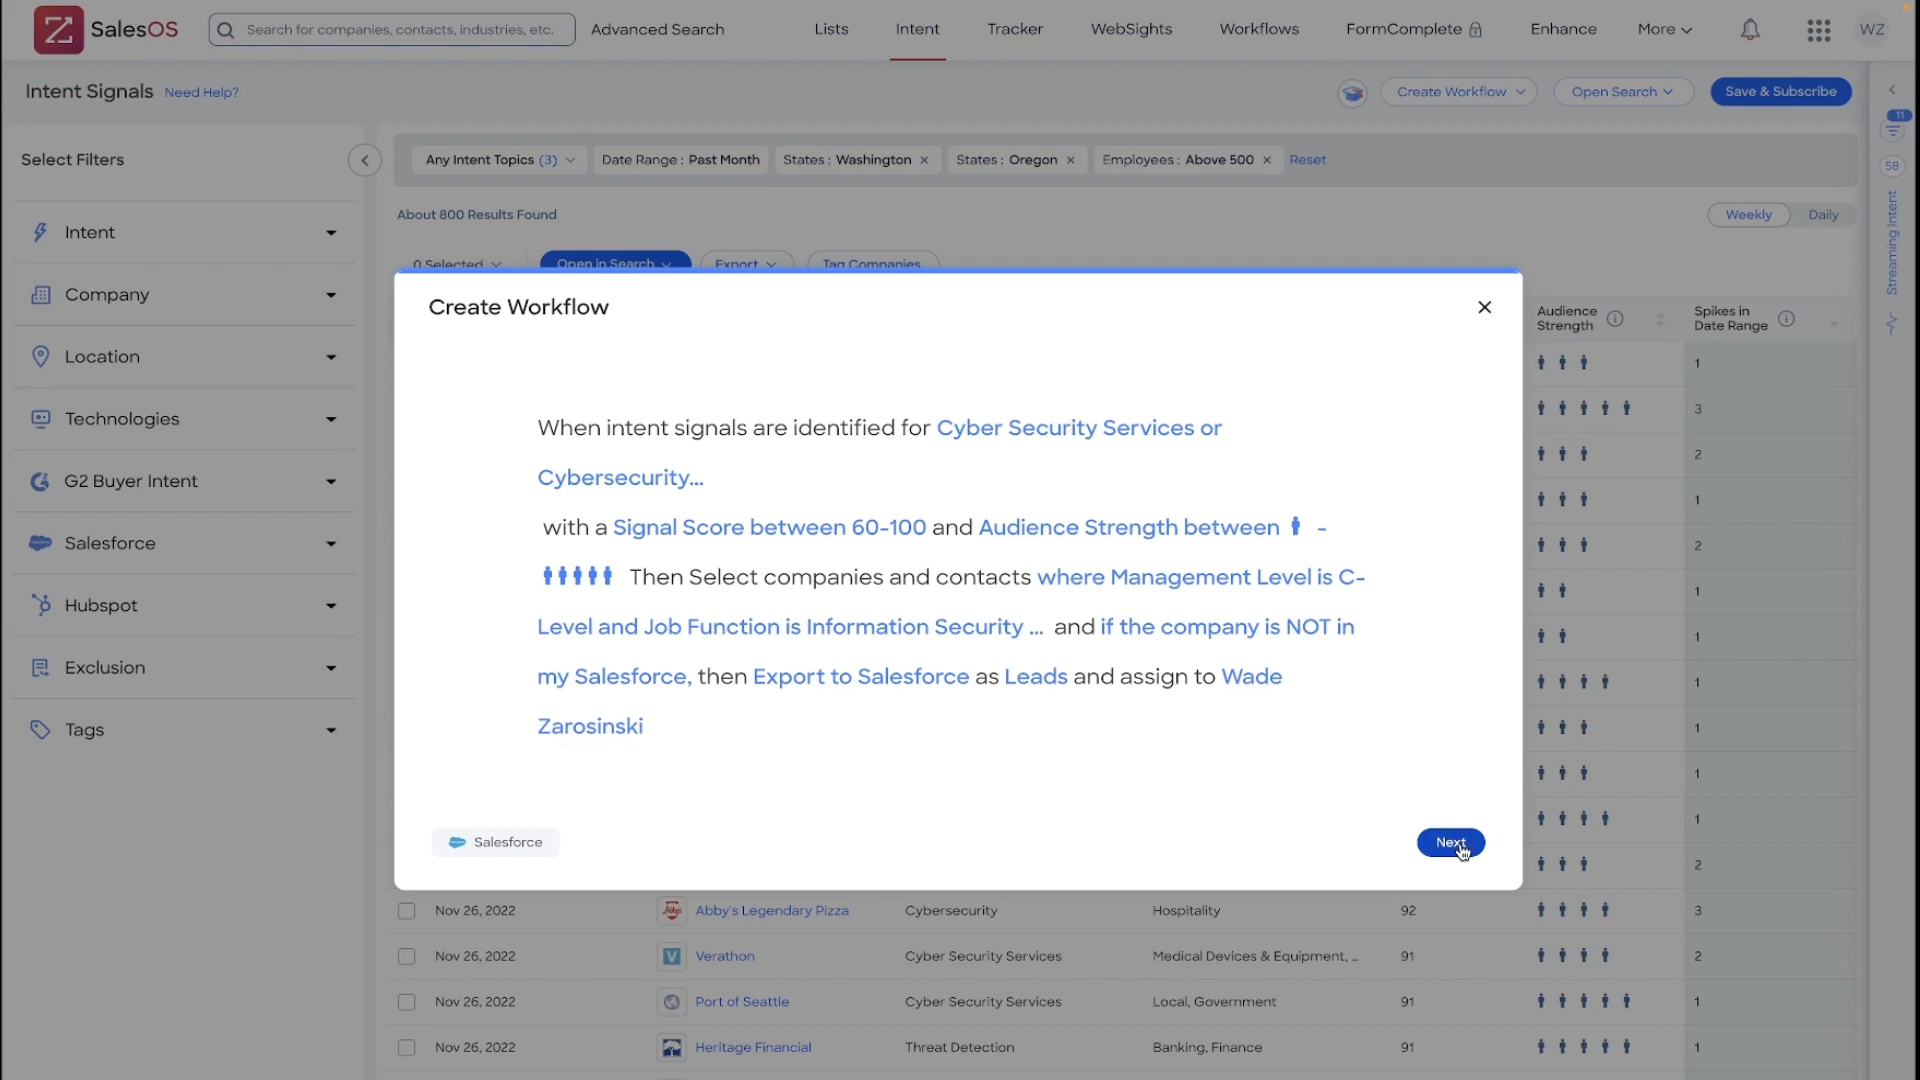 SalesOS
Search for companies, contacts, industries, etc.
Advanced Search
Lists
Intent
Tracker
WebSights
Workflows
FormComplete
Enhance
More
WZ
Intent Signals
Need Help?
Create Workflow
Open Search
Save & Subscribe
11
58
Streaming Intent
Select Filters
Any Intent Topics (3)
Date Range : Past Month
States : Washington
States : Oregon
Employees : Above 500
Reset
About 800 Results Found
Weekly
Daily
Intent
Company
Location
Technologies
G2 Buyer Intent
Salesforce
Hubspot
Exclusion
Tags
0 Selected
Open in Search
Export
Tag Companies
Create Workflow
When intent signals are identified for Cyber Security Services or
Cybersecurity...
with a Signal Score between 60-100 and Audience Strength between -
Then Select companies and contacts where Management Level is C-
Level and Job Function is Information Security ... and if the company is NOT in
my Salesforce, then Export to Salesforce as Leads and assign to Wade
Zarosinski
Salesforce
Next
Audience
Strength
Spikes in
Date Range
1
3
2
1
2
1
1
1
1
1
1
2
Nov 26, 2022 Abby's Legendary Pizza Cybersecurity Hospitality 92 3
Nov 26, 2022 Verathon Cyber Security Services Medical Devices & Equipment, ... 91 2
Nov 26, 2022 Port of Seattle Cyber Security Services Local, Government 91 1
Nov 26, 2022 Heritage Financial Threat Detection Banking, Finance 91 1